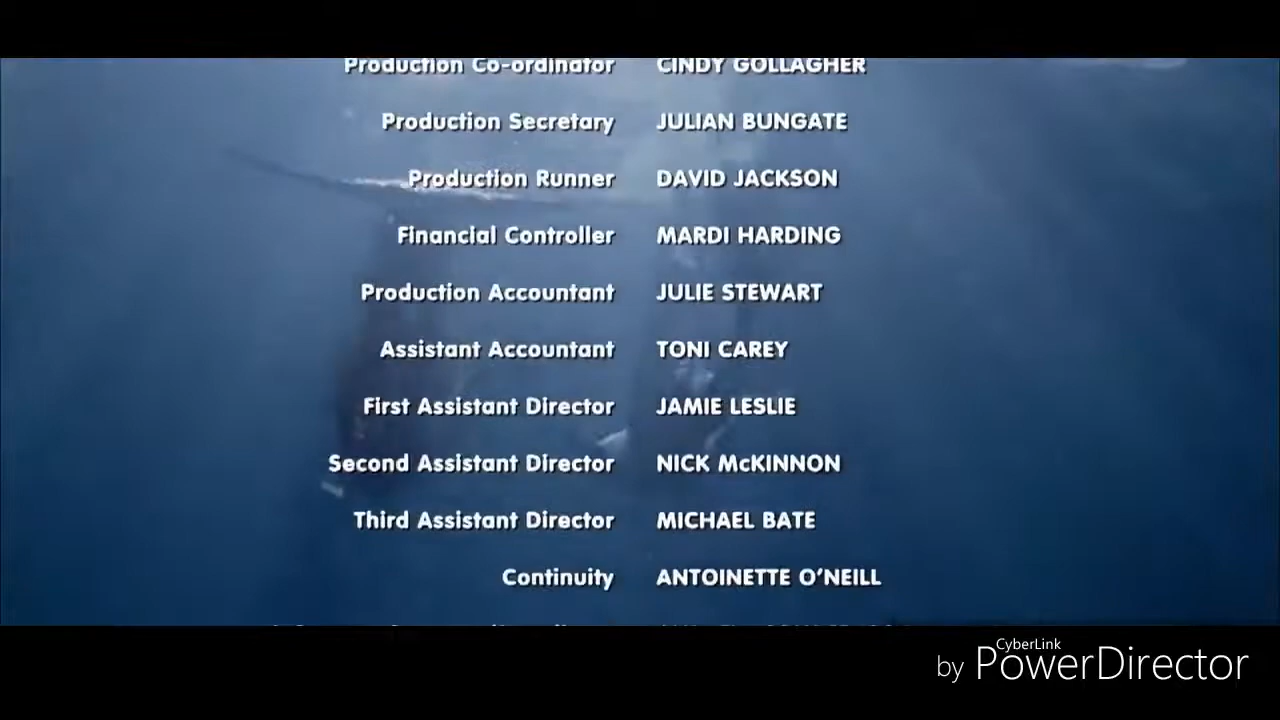 Production Co-ordinator CINDY GOLLAGHER
Production Secretary JULIAN BUNGATE
Production Runner DAVID JACKSON
Financial Controller MARDI HARDING
Production Accountant JULIE STEWART
Assistant Accountant TONI CAREY
First Assistant Director JAMIE LESLIE
Second Assistant Director NICK McKINNON
Third Assistant Director MICHAEL BATE
Continuity ANTOINETTE O'NEILL
CyberLink
by PowerDirector